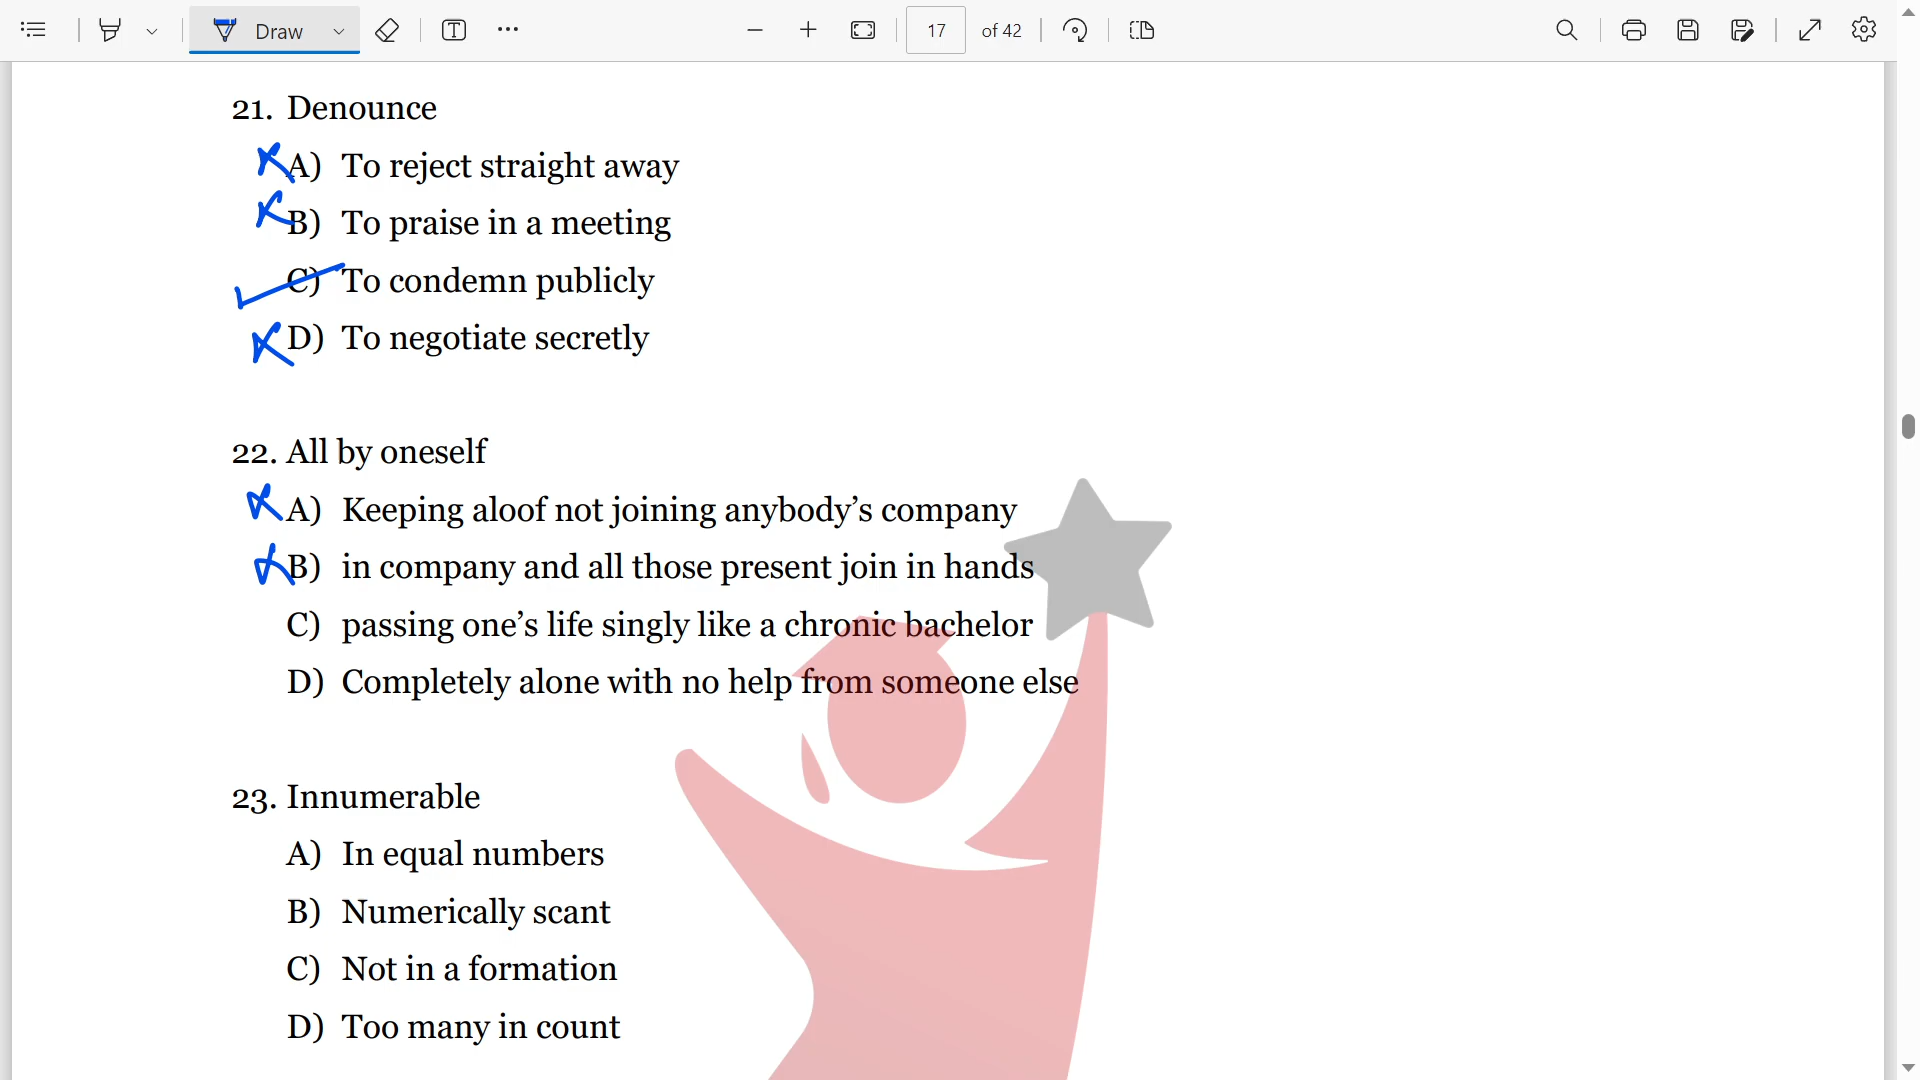 Draw
17
of 42
21. Denounce
A) To reject straight away
B) To praise in a meeting
C) To condemn publicly
D) To negotiate secretly
22. All by oneself
A) Keeping aloof not joining anybody’s company
B) in company and all those present join in hands
C) passing one’s life singly like a chronic bachelor
D) Completely alone with no help from someone else
23. Innumerable
A) In equal numbers
B) Numerically scant
C) Not in a formation
D) Too many in count